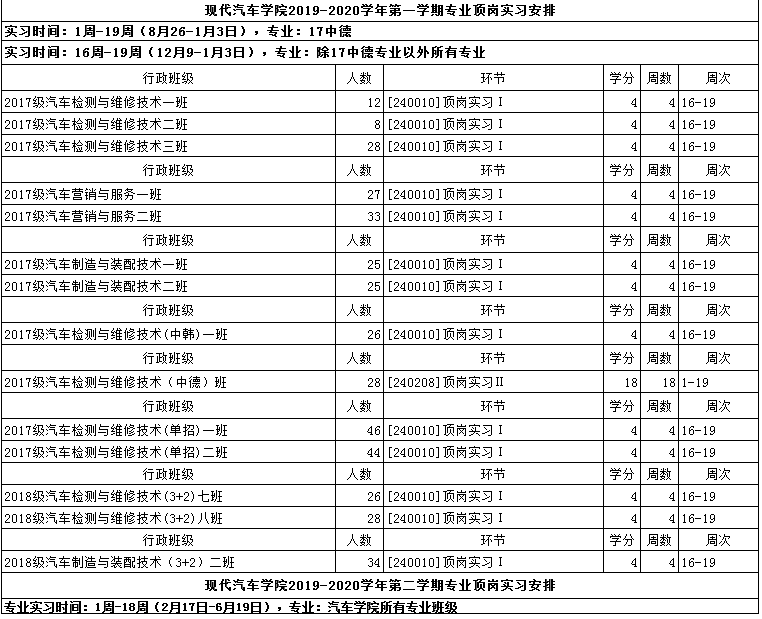 现代汽车学院2019-2020学年第一学期专业顶岗实习安排
实习时间：1周-19周（8月26-1月3日），专业：17中德
实习时间：16周-19周（12月9-1月3日），专业：除17中德专业以外所有专业
行政班级 人数 环节 学分 周数 周次
2017级汽车检测与维修技术一班 12 [240010]顶岗实习Ⅰ 4 4 16-19
2017级汽车检测与维修技术二班 8 [240010]顶岗实习Ⅰ 4 4 16-19
2017级汽车检测与维修技术三班 28 [240010]顶岗实习Ⅰ 4 4 16-19
行政班级 人数 环节 学分 周数 周次
2017级汽车营销与服务一班 27 [240010]顶岗实习Ⅰ 4 4 16-19
2017级汽车营销与服务二班 33 [240010]顶岗实习Ⅰ 4 4 16-19
行政班级 人数 环节 学分 周数 周次
2017级汽车制造与装配技术一班 25 [240010]顶岗实习Ⅰ 4 4 16-19
2017级汽车制造与装配技术二班 25 [240010]顶岗实习Ⅰ 4 4 16-19
行政班级 人数 环节 学分 周数 周次
2017级汽车检测与维修技术(中韩)一班 26 [240010]顶岗实习Ⅰ 4 4 16-19
行政班级 人数 环节 学分 周数 周次
2017级汽车检测与维修技术（中德）班 28 [240208]顶岗实习Ⅱ 18 18 1-19
行政班级 人数 环节 学分 周数 周次
2017级汽车检测与维修技术(单招)一班 46 [240010]顶岗实习Ⅰ 4 4 16-19
2017级汽车检测与维修技术(单招)二班 44 [240010]顶岗实习Ⅰ 4 4 16-19
行政班级 人数 环节 学分 周数 周次
2018级汽车检测与维修技术(3+2)七班 26 [240010]顶岗实习Ⅰ 4 4 16-19
2018级汽车检测与维修技术(3+2)八班 28 [240010]顶岗实习Ⅰ 4 4 16-19
行政班级 人数 环节 学分 周数 周次
2018级汽车制造与装配技术（3+2）二班 34 [240010]顶岗实习Ⅰ 4 4 16-19
现代汽车学院2019-2020学年第二学期专业顶岗实习安排
专业实习时间：1周-18周（2月17日-6月19日），专业：汽车学院所有专业班级